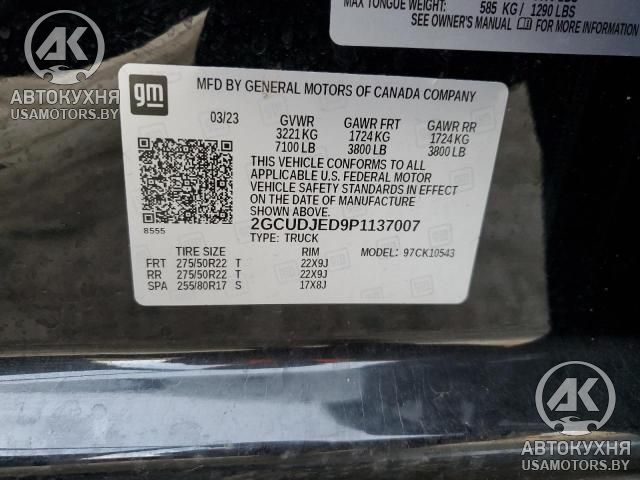 MAX TONGUE WEIGHT: 585 KG/ 1290 LBS
SEE OWNER'S MANUAL FOR MORE INFORMATION
AK
АВТОКУХНЯ
USAMOTORS.BY
gm
MFD BY GENERAL MOTORS OF CANADA COMPANY
03/23 GVWR GAWR FRT GAWR RR
3221 KG 1724 KG 1724 KG
7100 LB 3800 LB 3800 LB
THIS VEHICLE CONFORMS TO ALL
APPLICABLE U.S. FEDERAL MOTOR
VEHICLE SAFETY STANDARDS IN EFFECT
ON THE DATE OF MANUFACTURE
SHOWN ABOVE.
8555
2GCUDJED9P1137007
TYPE: TRUCK MODEL: 97CK10543
TIRE SIZE RIM
FRT 275/50R22 T 22X9J
RR 275/50R22 T 22X9J
SPA 255/80R17 S 17X8J
AK
АВТОКУХНЯ
USAMOTORS.BY